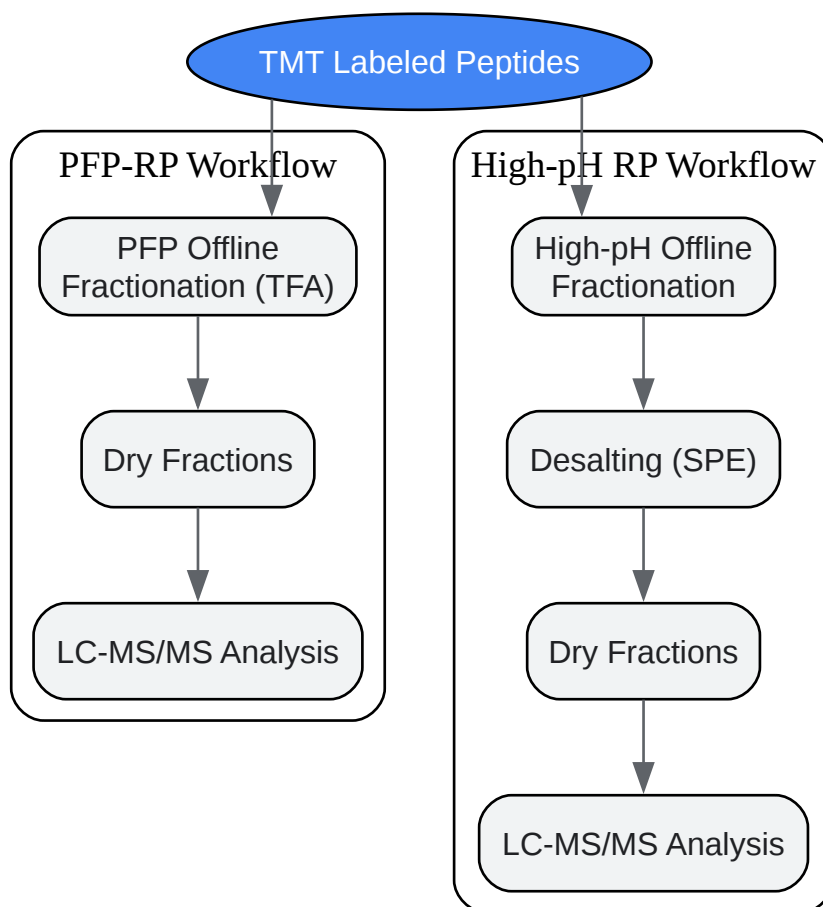 TMT Labeled Peptides
PFP-RP Workflow
PFP Offline
Fractionation (TFA)
Dry Fractions
LC-MS/MS Analysis
High-pH RP Workflow
High-pH Offline
Fractionation
Desalting (SPE)
Dry Fractions
LC-MS/MS Analysis